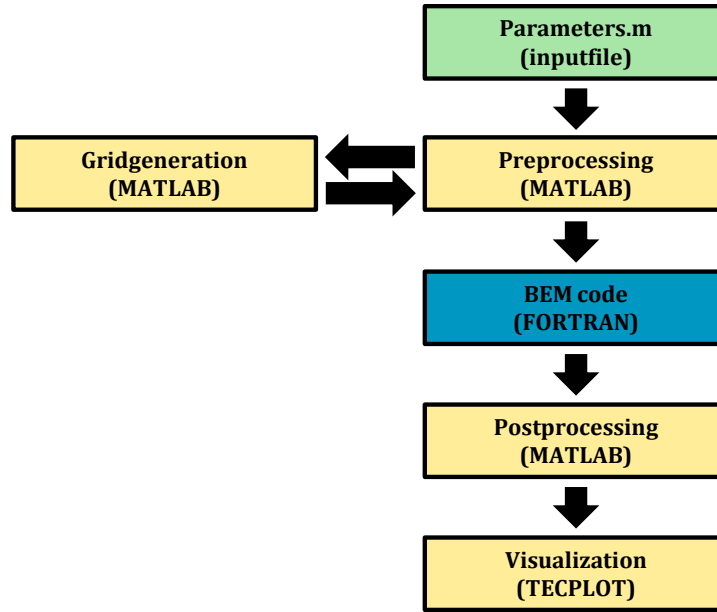 Parameters.m
(inputfile)
Gridgeneration
(MATLAB)
Preprocessing
(MATLAB)
BEM code
(FORTRAN)
Postprocessing
(MATLAB)
Visualization
(TECPLOT)